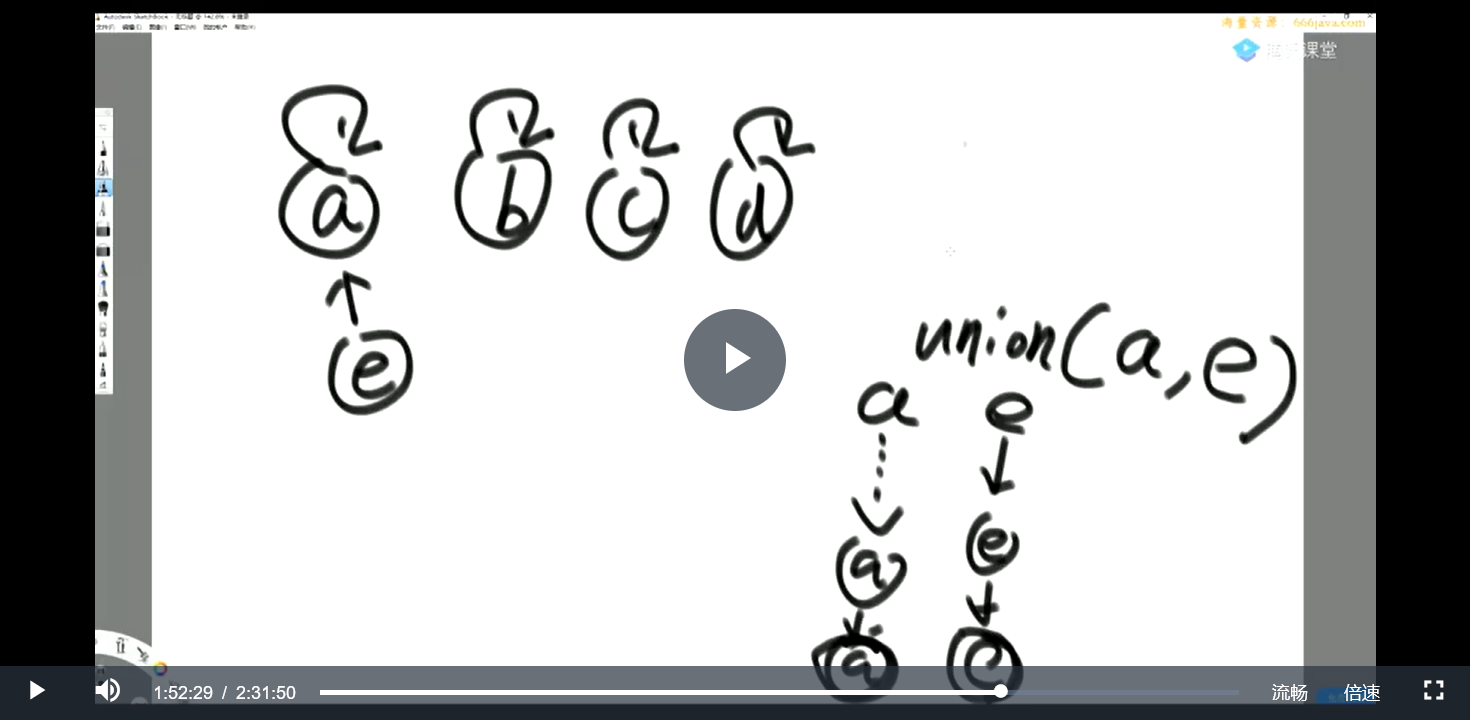 Autodesk SketchBook
海量资源：666java.com
课堂
a b c d
e
union(a,e)
a e
a e
a e
1:52:29 / 2:31:50
流畅 倍速